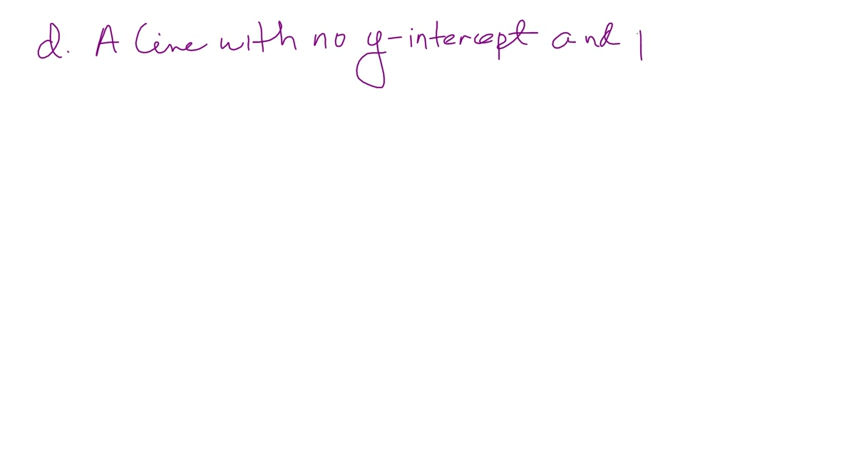 d. A line with no y-intercept and